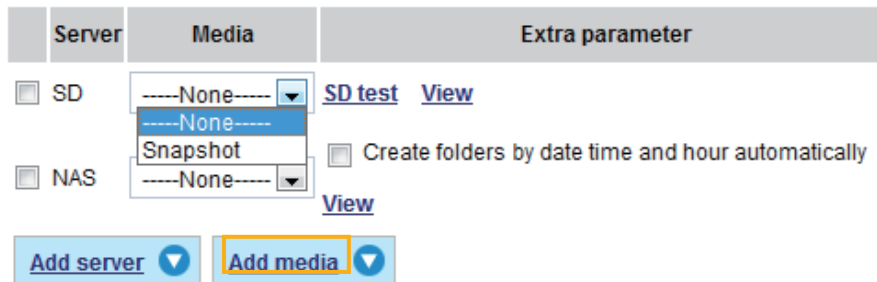 Server Media Extra parameter
SD -----None----- SD test View
-----None-----
Snapshot
Create folders by date time and hour automatically
NAS -----None-----
View
Add server Add media